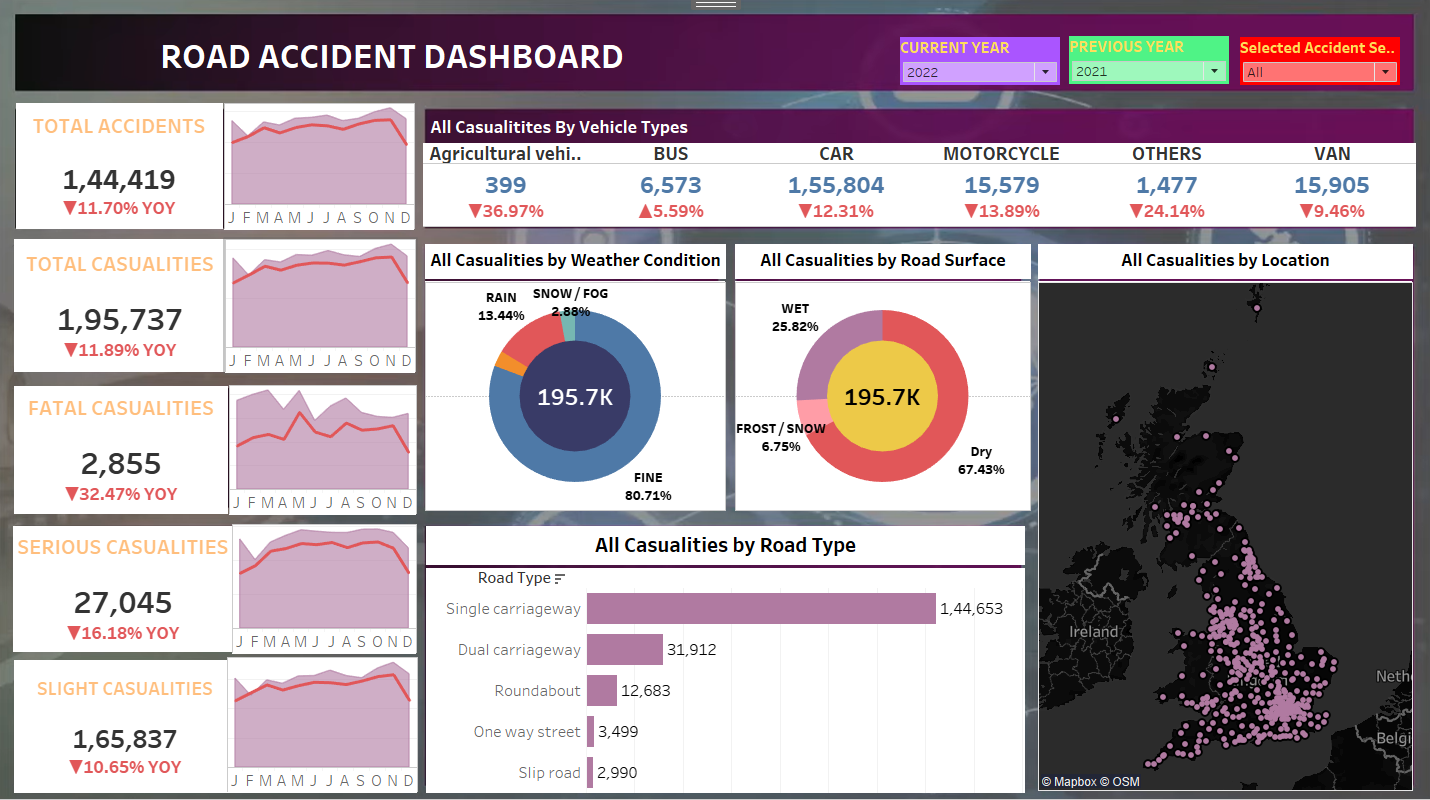 ROAD ACCIDENT DASHBOARD
CURRENT YEAR
2022
PREVIOUS YEAR
2021
Selected Accident Se..
All
TOTAL ACCIDENTS
1,44,419
▼11.70% YOY
J F M A M J J A S O N D
TOTAL CASUALITIES
1,95,737
▼11.89% YOY
J F M A M J J A S O N D
FATAL CASUALITIES
2,855
▼32.47% YOY
J F M A M J J A S O N D
SERIOUS CASUALITIES
27,045
▼16.18% YOY
J F M A M J J A S O N D
SLIGHT CASUALITIES
1,65,837
▼10.65% YOY
J F M A M J J A S O N D
All Casualitites By Vehicle Types
Agricultural vehi.. BUS CAR MOTORCYCLE OTHERS VAN
399 6,573 1,55,804 15,579 1,477 15,905
▼36.97% ▲5.59% ▼12.31% ▼13.89% ▼24.14% ▼9.46%
All Casualities by Weather Condition
RAIN
13.44%
SNOW / FOG
2.88%
195.7K
FINE
80.71%
All Casualities by Road Surface
WET
25.82%
195.7K
FROST / SNOW
6.75%
Dry
67.43%
All Casualities by Road Type
Road Type
Single carriageway 1,44,653
Dual carriageway 31,912
Roundabout 12,683
One way street 3,499
Slip road 2,990
All Casualities by Location
Ireland
Neth
Belgi
© Mapbox © OSM